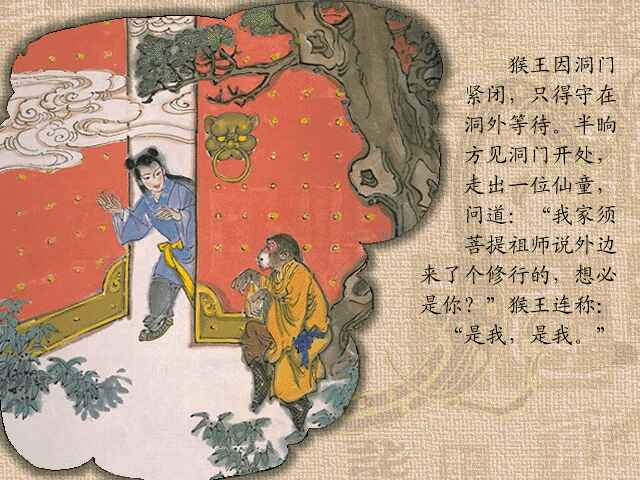 猴王因洞门
紧闭，只得守在
洞外等待。半晌
方见洞门开处，
走出一位仙童，
问道：“我家须
菩提祖师说外边
来了个修行的，想必
是你？”猴王连称：
“是我，是我。”